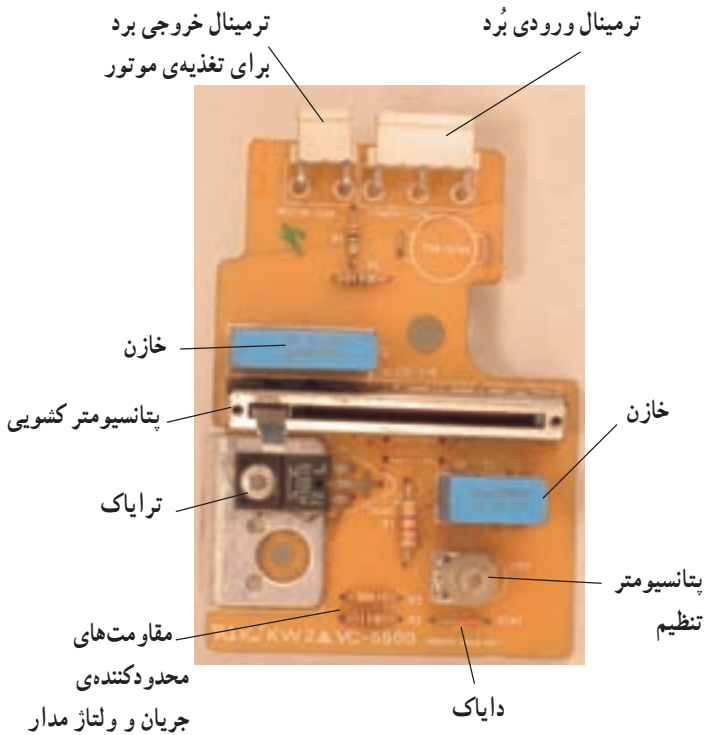 ترمینال ورودی بُرد
ترمینال خروجی برد
برای تغذیه‌ی موتور
خازن
پتانسیومتر کشویی
خازن
ترایاک
پتانسیومتر
تنظیم
مقاومت‌های
محدودکننده‌ی
جریان و ولتاژ مدار
دایاک
VC-5600